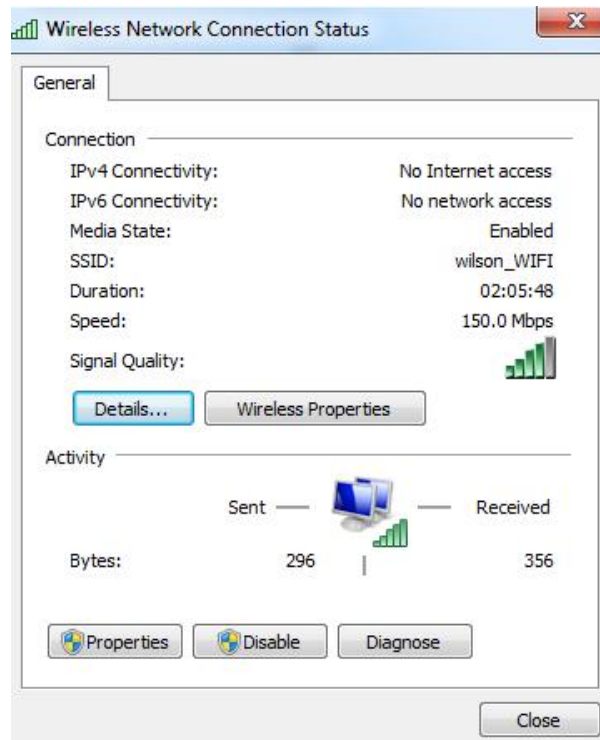 Wireless Network Connection Status
General
Connection
IPv4 Connectivity: No Internet access
IPv6 Connectivity: No network access
Media State: Enabled
SSID: wilson_WIFI
Duration: 02:05:48
Speed: 150.0 Mbps
Signal Quality:
Details... Wireless Properties
Activity
Sent Received
Bytes: 296 356
Properties Disable Diagnose
Close